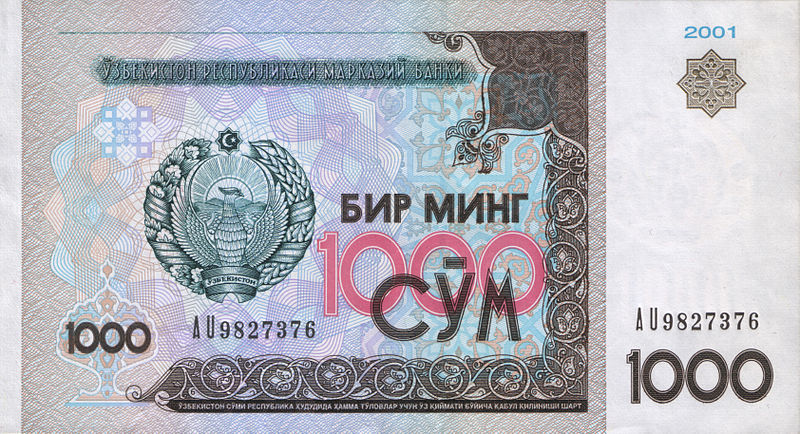 2001
ЎЗБЕКИСТОН РЕСПУБЛИКАСИ МАРКАЗИЙ БАНКИ
БИР МИНГ
1000
СЎМ
ЎЗБЕКИСТОН
AU9827376
AU9827376
1000
1000
ЎЗБЕКИСТОН СЎМИ РЕСПУБЛИКА ҲУДУДИДА ҲАММА ТЎЛОВЛАР УЧУН ЎЗ ҚИЙМАТИ БЎЙИЧА ҚАБУЛ ҚИЛИНИШИ ШАРТ